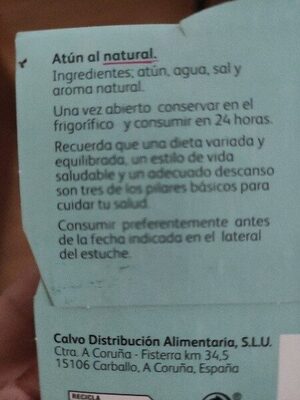 Atún al natural.
Ingredientes: atún, agua, sal y
aroma natural.
Una vez abierto conservar en el
frigorífico y consumir en 24 horas.
Recuerda que una dieta variada y
equilibrada, un estilo de vida
saludable y un adecuado descanso
son tres de los pilares básicos para
cuidar tu salud.
Consumir preferentemente antes
de la fecha indicada en el lateral
del estuche.
Calvo Distribución Alimentaria, S.L.U.
Ctra. A Coruña - Fisterra km 34,5
15106 Carballo, A Coruña, España
RECICLA